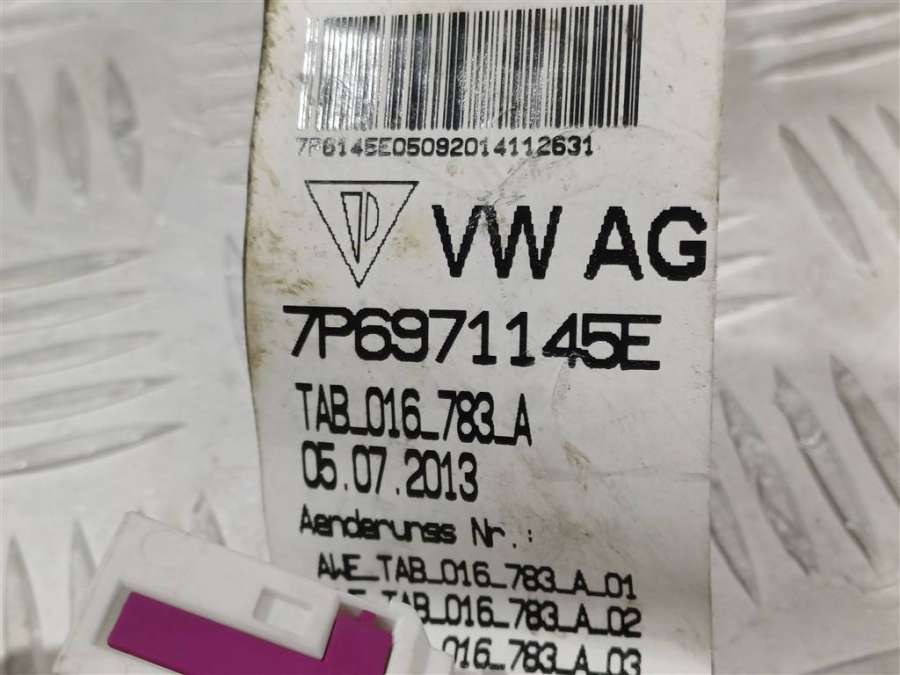 7P6145E05092014112631
VW AG
7P6971145E
TAB_016_783_A
05.07.2013
Aenderungs Nr.:
AWE_TAB_016_783_A_01
TAB_016_783_A_02
016_783_A_03